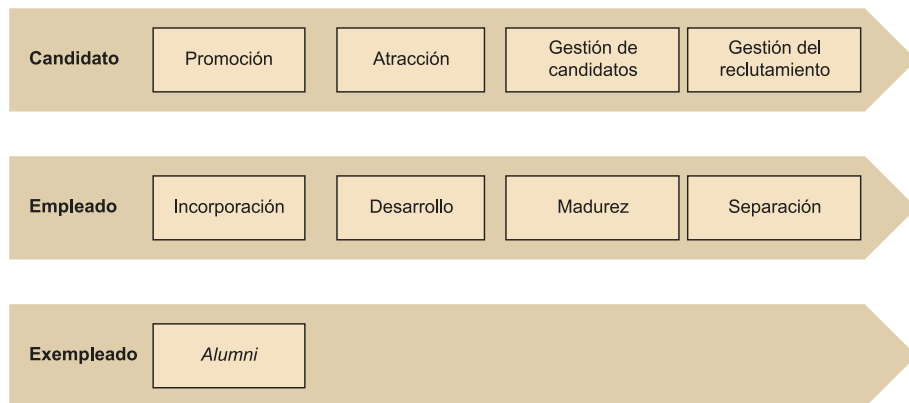 Candidato
Promoción
Atracción
Gestión de
candidatos
Gestión del
reclutamiento
Empleado
Incorporación
Desarrollo
Madurez
Separación
Exempleado
Alumni